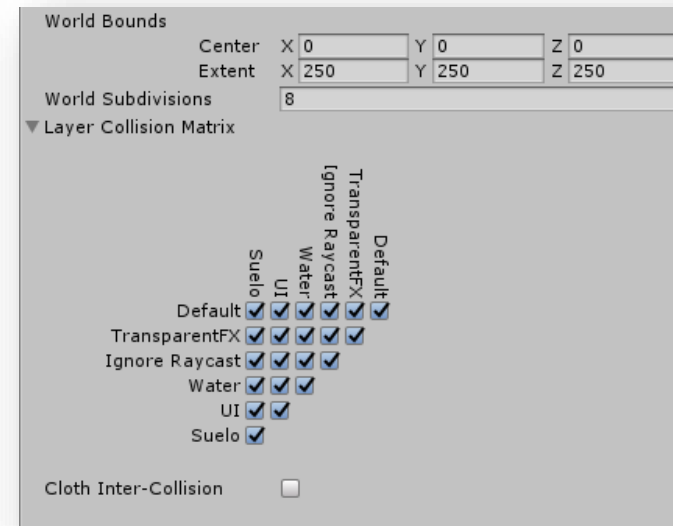 World Bounds
Center X 0 Y 0 Z 0
Extent X 250 Y 250 Z 250
World Subdivisions 8
Layer Collision Matrix
Suelo UI Water Ignore Raycast TransparentFX Default
Default
TransparentFX
Ignore Raycast
Water
UI
Suelo
Cloth Inter-Collision